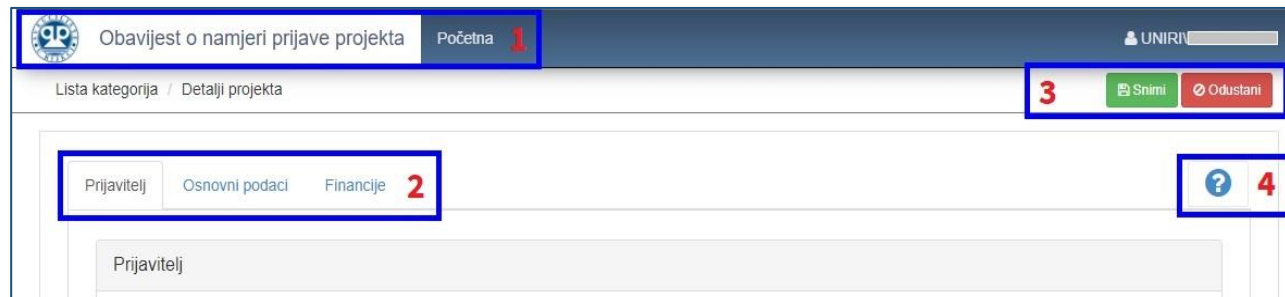 Obavijest o namjeri prijave projekta Početna 1 UNIRI\
Lista kategorija / Detalji projekta 3 Snimi Odustani
Prijavitelj Osnovni podaci Financije 2 ? 4
Prijavitelj